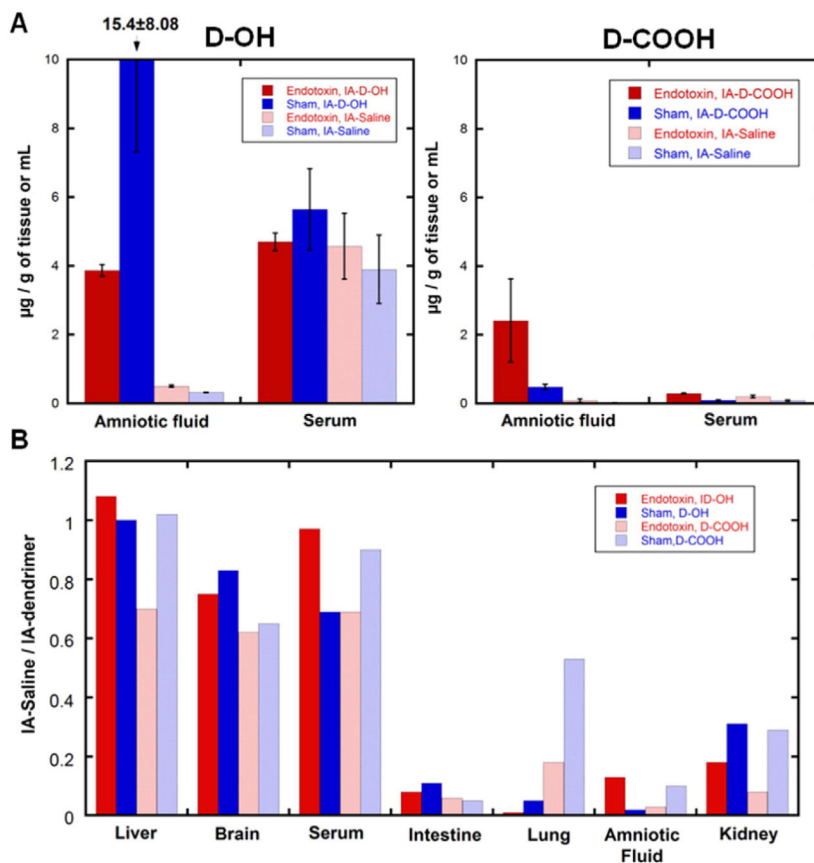 A
15.4±8.08
D-OH
D-COOH
µg / g of tissue or mL
10
8
6
4
2
0
Endotoxin, IA-D-OH
Sham, IA-D-OH
Endotoxin, IA-Saline
Sham, IA-Saline
Amniotic fluid
Serum
µg / g of tissue or mL
10
8
6
4
2
0
Endotoxin, IA-D-COOH
Sham, IA-D-COOH
Endotoxin, IA-Saline
Sham, IA-Saline
Amniotic fluid
Serum
B
IA-Saline / IA-dendrimer
1.2
1
0.8
0.6
0.4
0.2
0
Endotoxin, ID-OH
Sham, D-OH
Endotoxin, D-COOH
Sham,D-COOH
Liver
Brain
Serum
Intestine
Lung
Amniotic
Fluid
Kidney